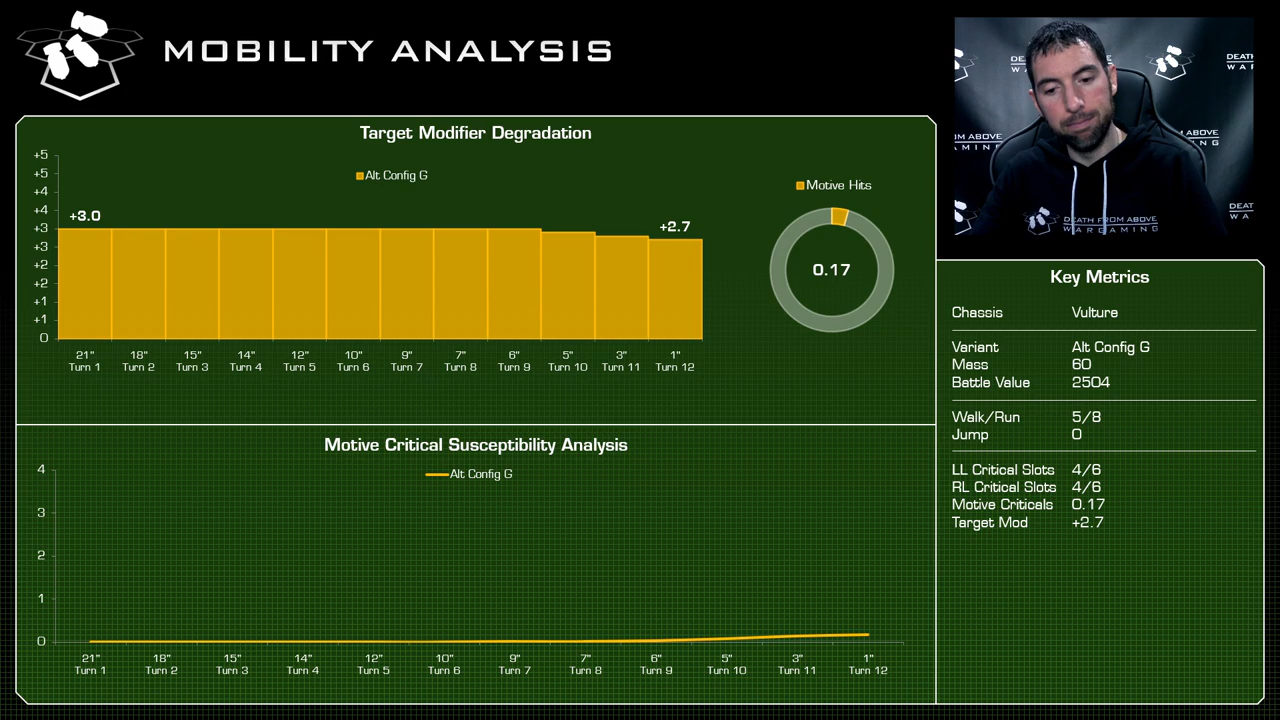 MOBILITY ANALYSIS
Target Modifier Degradation
+5
+5
+4
+4
+3
+3
+2
+2
+1
+1
0
Alt Config G
+3.0
+2.7
21" 18" 15" 14" 12" 10" 9" 7" 6" 5" 3" 1"
Turn 1 Turn 2 Turn 3 Turn 4 Turn 5 Turn 6 Turn 7 Turn 8 Turn 9 Turn 10 Turn 11 Turn 12
Motive Hits
0.17
Motive Critical Susceptibility Analysis
Alt Config G
4
3
2
1
0
21" 18" 15" 14" 12" 10" 9" 7" 6" 5" 3" 1"
Turn 1 Turn 2 Turn 3 Turn 4 Turn 5 Turn 6 Turn 7 Turn 8 Turn 9 Turn 10 Turn 11 Turn 12
DEATH FROM ABOVE
WARGAMING
Key Metrics
Chassis Vulture
Variant Alt Config G
Mass 60
Battle Value 2504
Walk/Run 5/8
Jump 0
LL Critical Slots 4/6
RL Critical Slots 4/6
Motive Criticals 0.17
Target Mod +2.7